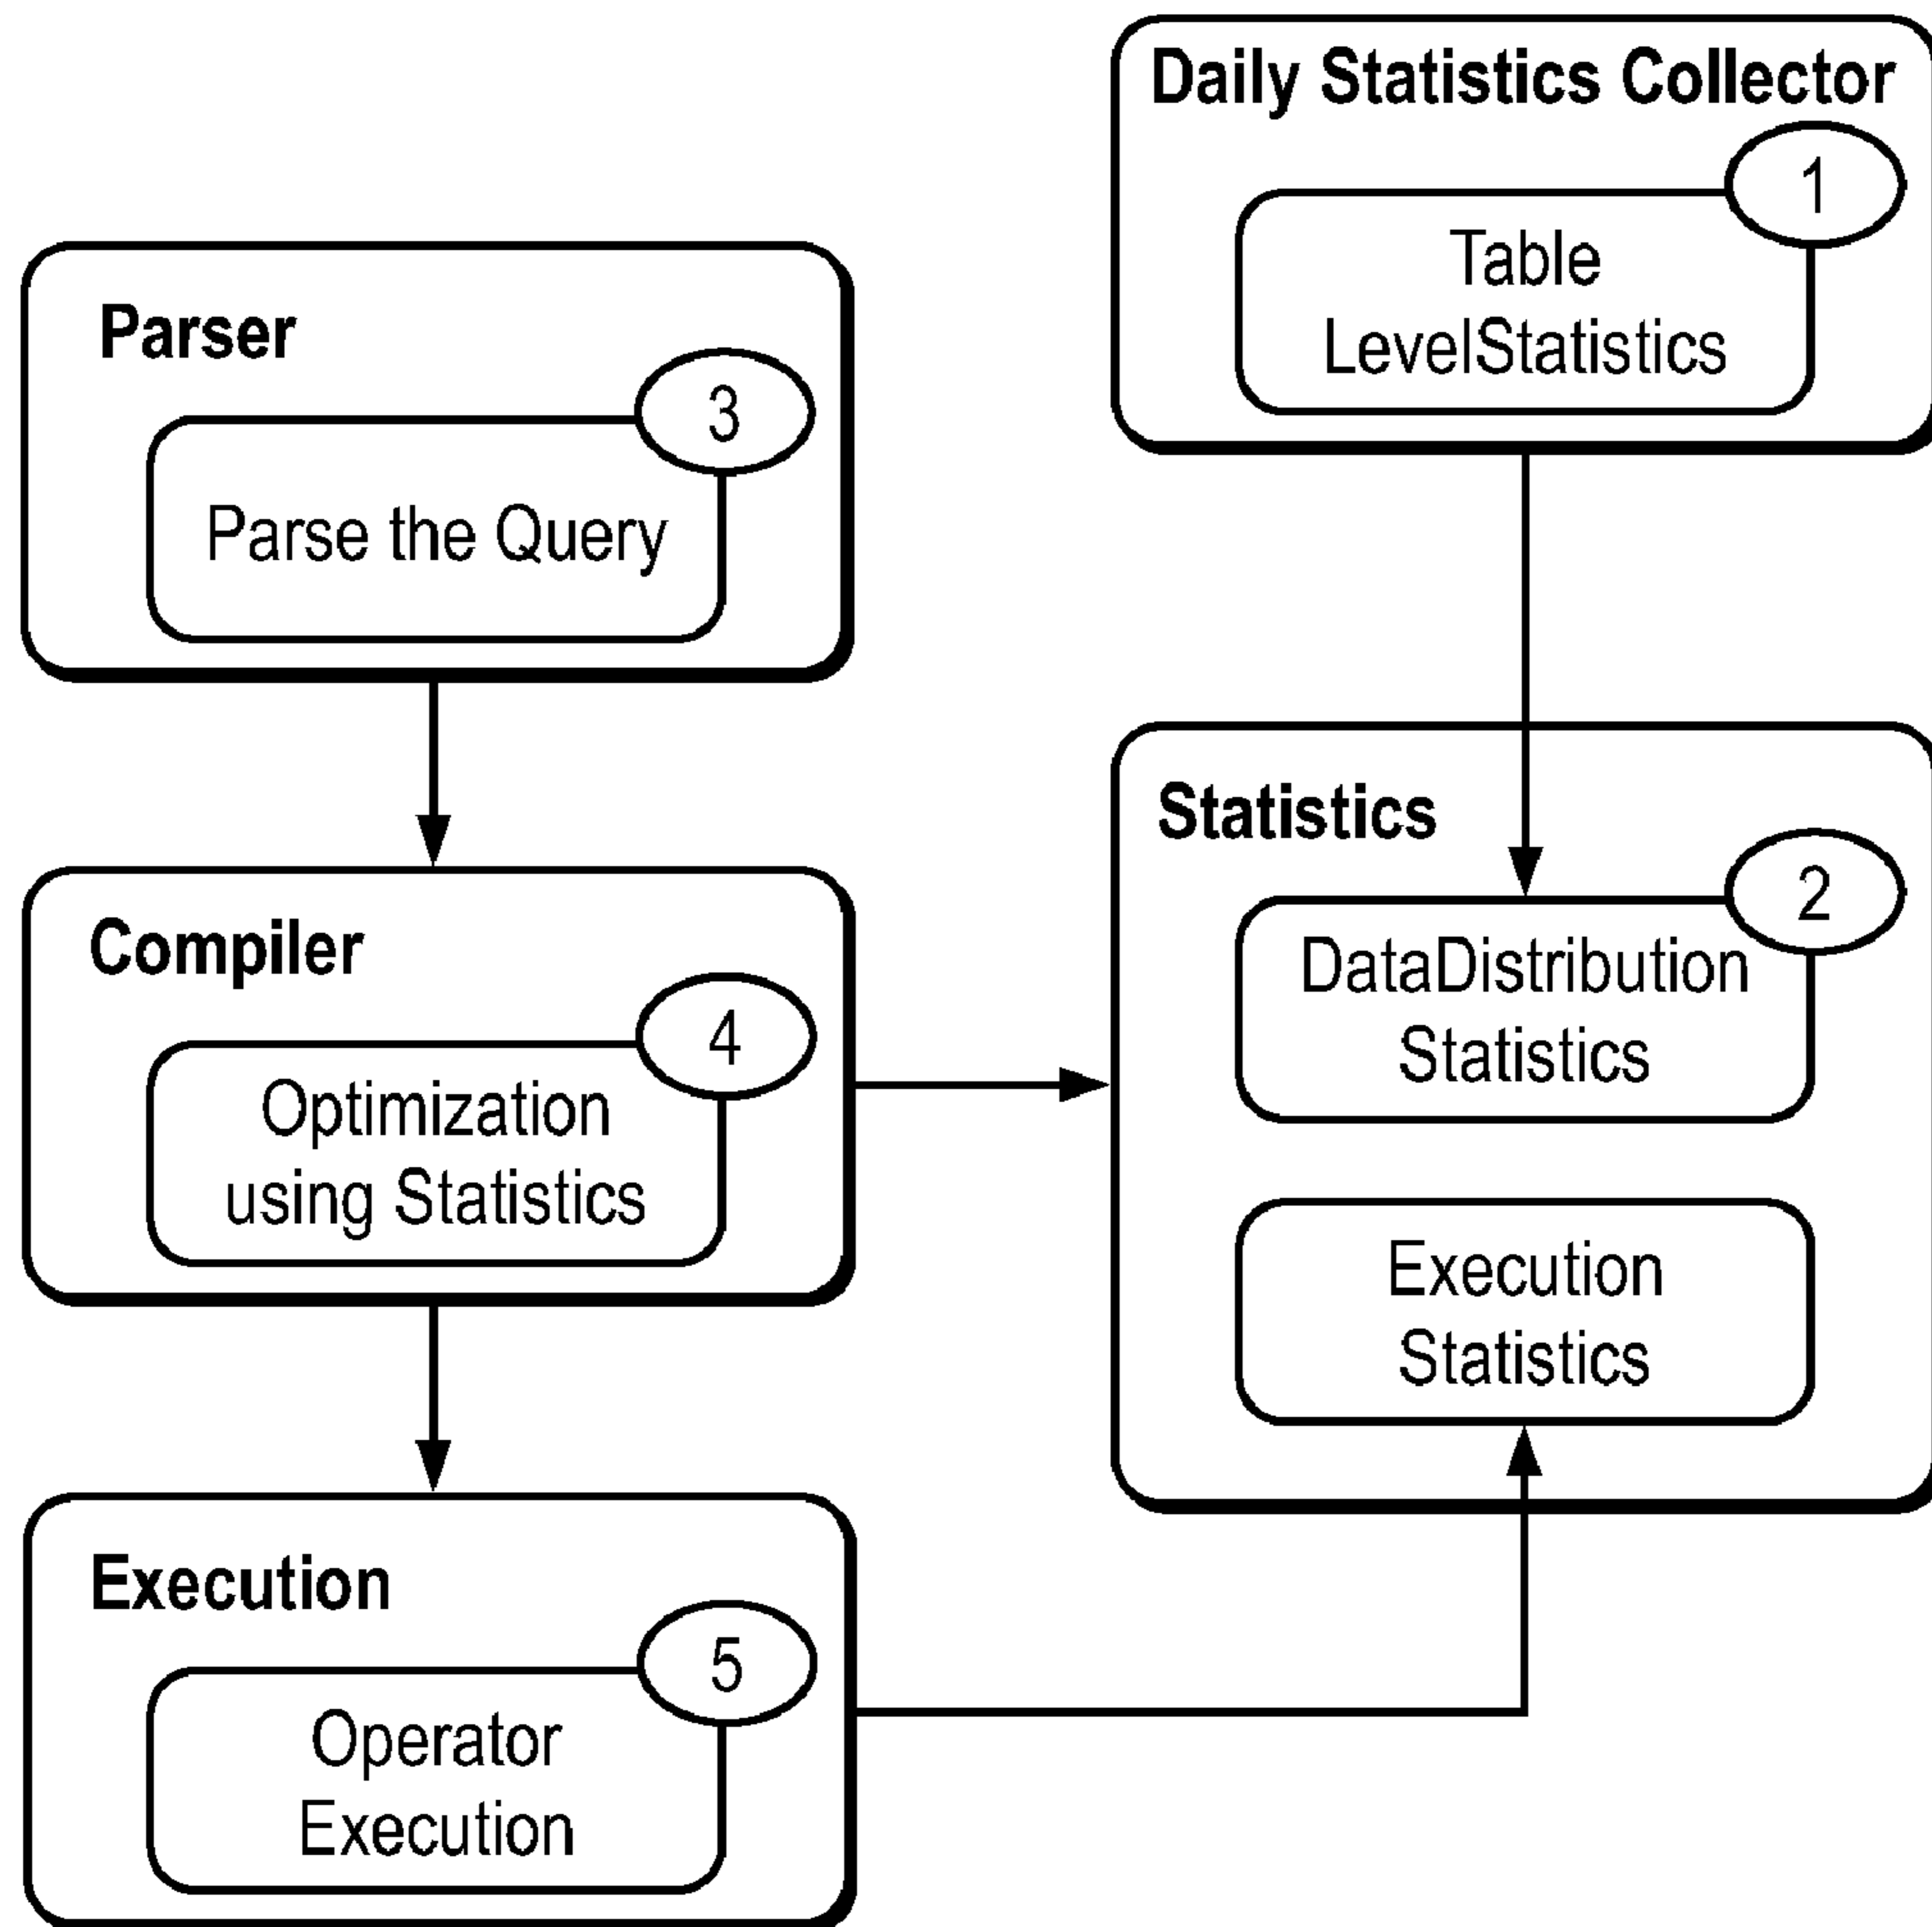 Daily Statistics Collector
1
Table
LevelStatistics
Parser
3
Parse the Query
Statistics
2
DataDistribution
Statistics
Execution
Statistics
Compiler
4
Optimization
using Statistics
Execution
5
Operator
Execution